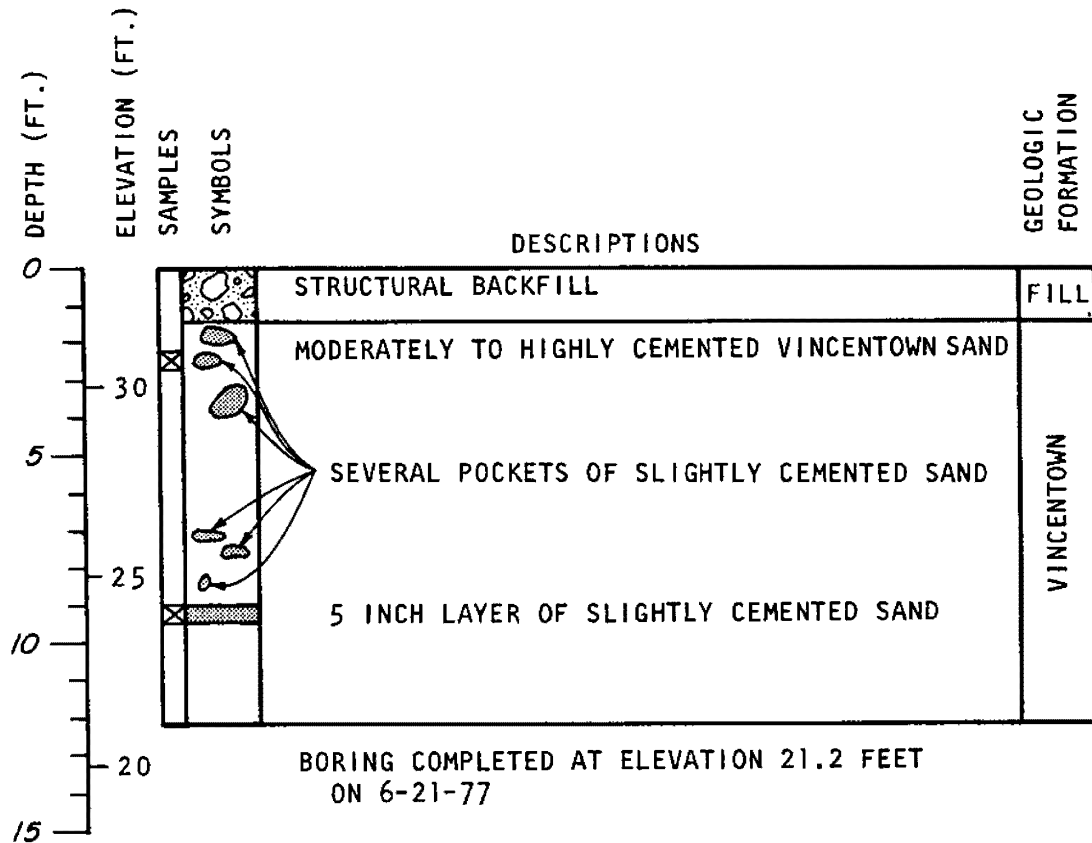 DEPTH (FT.)
ELEVATION (FT.)
SAMPLES
SYMBOLS
DESCRIPTIONS
GEOLOGIC
FORMATION
0
STRUCTURAL BACKFILL
FILL
MODERATELY TO HIGHLY CEMENTED VINCENTOWN SAND
30
5
SEVERAL POCKETS OF SLIGHTLY CEMENTED SAND
VINCENTOWN
25
5 INCH LAYER OF SLIGHTLY CEMENTED SAND
10
20
BORING COMPLETED AT ELEVATION 21.2 FEET
ON 6-21-77
15